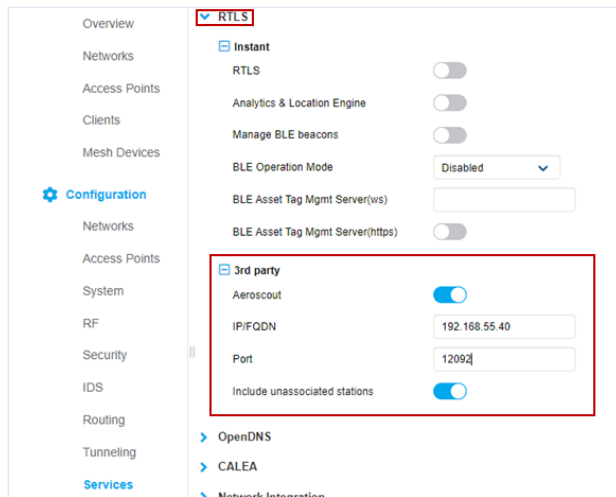 Overview
Networks
Access Points
Clients
Mesh Devices
Configuration
Networks
Access Points
System
RF
Security
IDS
Routing
Tunneling
Services
RTLS
Instant
RTLS
Analytics & Location Engine
Manage BLE beacons
BLE Operation Mode Disabled
BLE Asset Tag Mgmt Server(ws)
BLE Asset Tag Mgmt Server(https)
3rd party
Aeroscout
IP/FQDN 192.168.55.40
Port 12092
Include unassociated stations
OpenDNS
CALEA
Network Integration